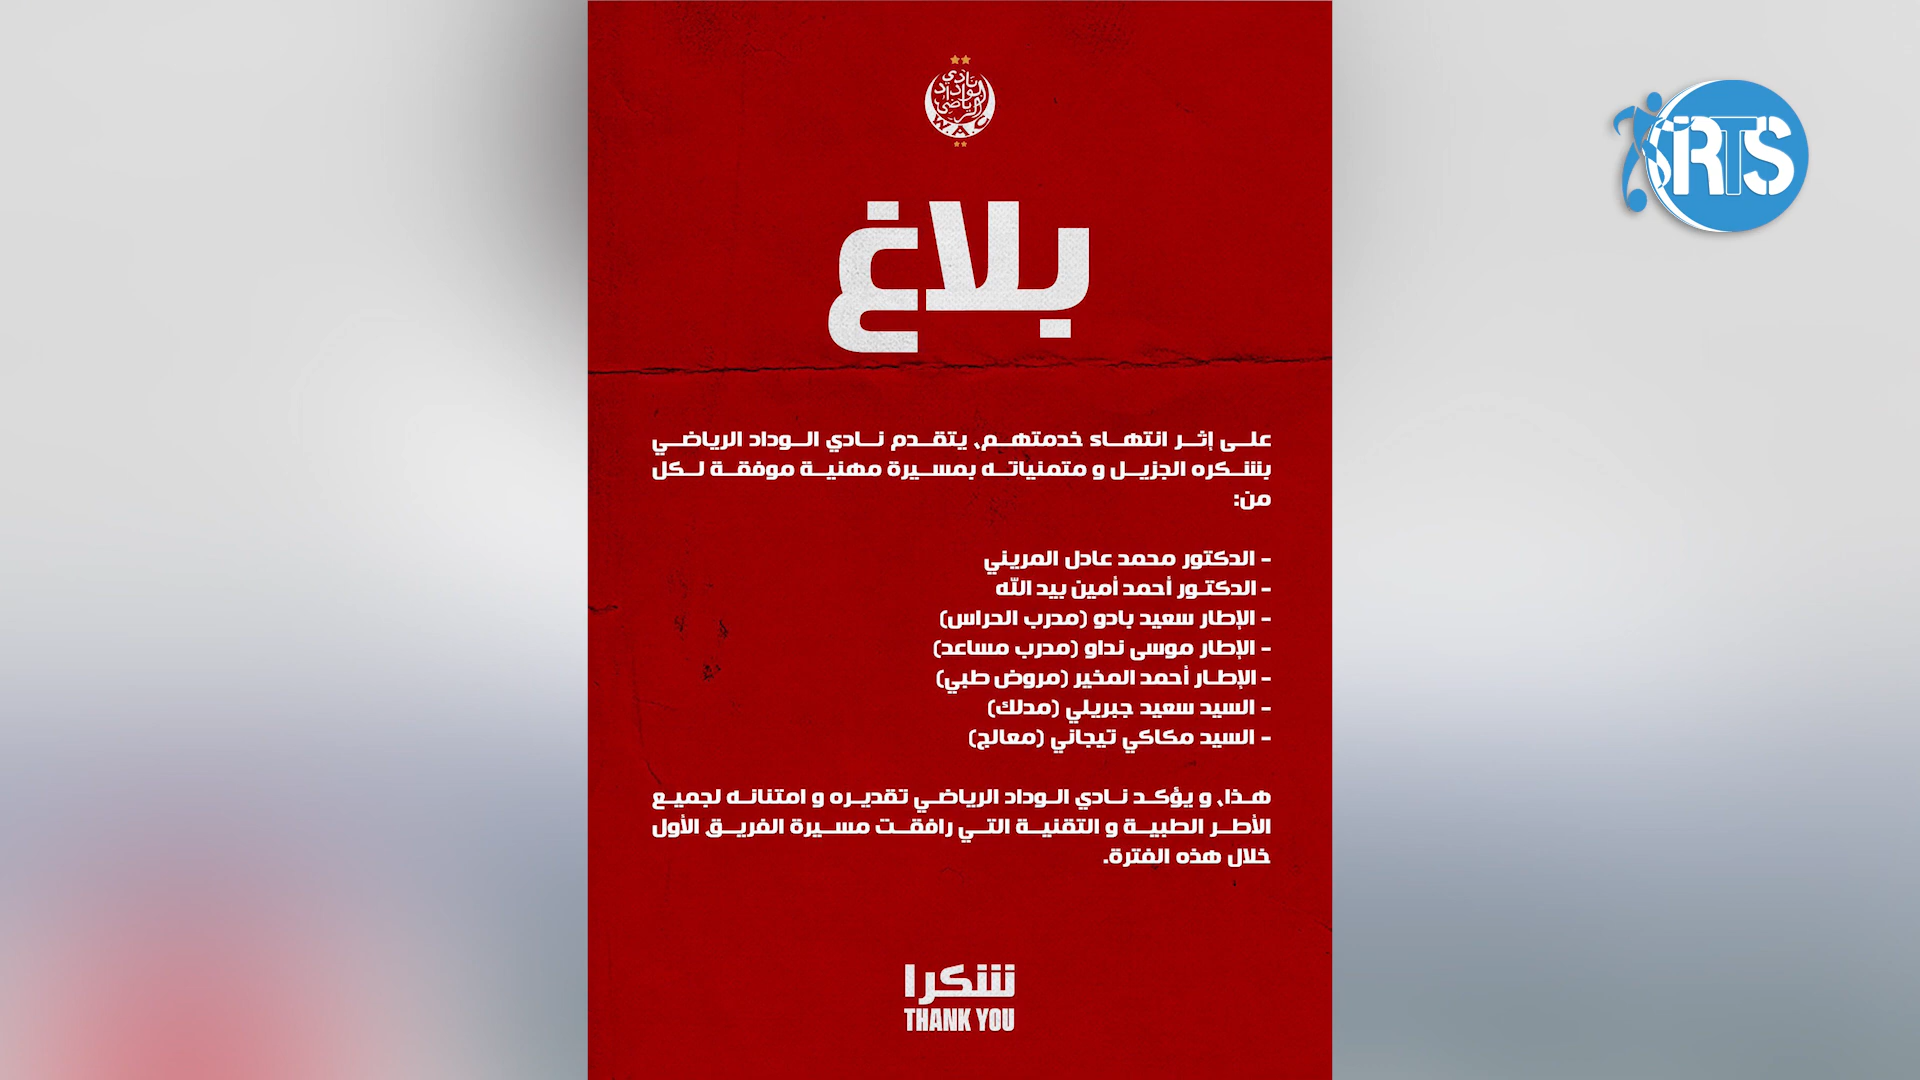 نادي
الوداد
الرياضي
W.A.C
RTS
بلاغ
على إثر انتهاء خدمتهم، يتقدم نادي الوداد الرياضي
بشكره الجزيل و متمنياته بمسيرة مهنية موفقة لكل
من:
- الدكتور محمد عادل المريني
- الدكتور أحمد أمين بيد الله
- الإطار سعيد بادو (مدرب الحراس)
- الإطار موسى نداو (مدرب مساعد)
- الإطار أحمد المخير (مروض طبي)
- السيد سعيد جبريلي (مدلك)
- السيد مكاكي تيجاني (معالج)
هذا، و يؤكد نادي الوداد الرياضي تقديره و امتنانه لجميع
الأطر الطبية و التقنية التي رافقت مسيرة الفريق الأول
خلال هذه الفترة.
شكرا
THANK YOU